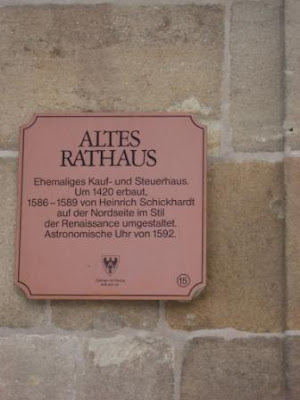 ALTES
RATHAUS
Ehemaliges Kauf- und Steuerhaus.
Um 1420 erbaut,
1586–1589 von Heinrich Schickhardt
auf der Nordseite im Stil
der Renaissance umgestaltet.
Astronomische Uhr von 1592.
15